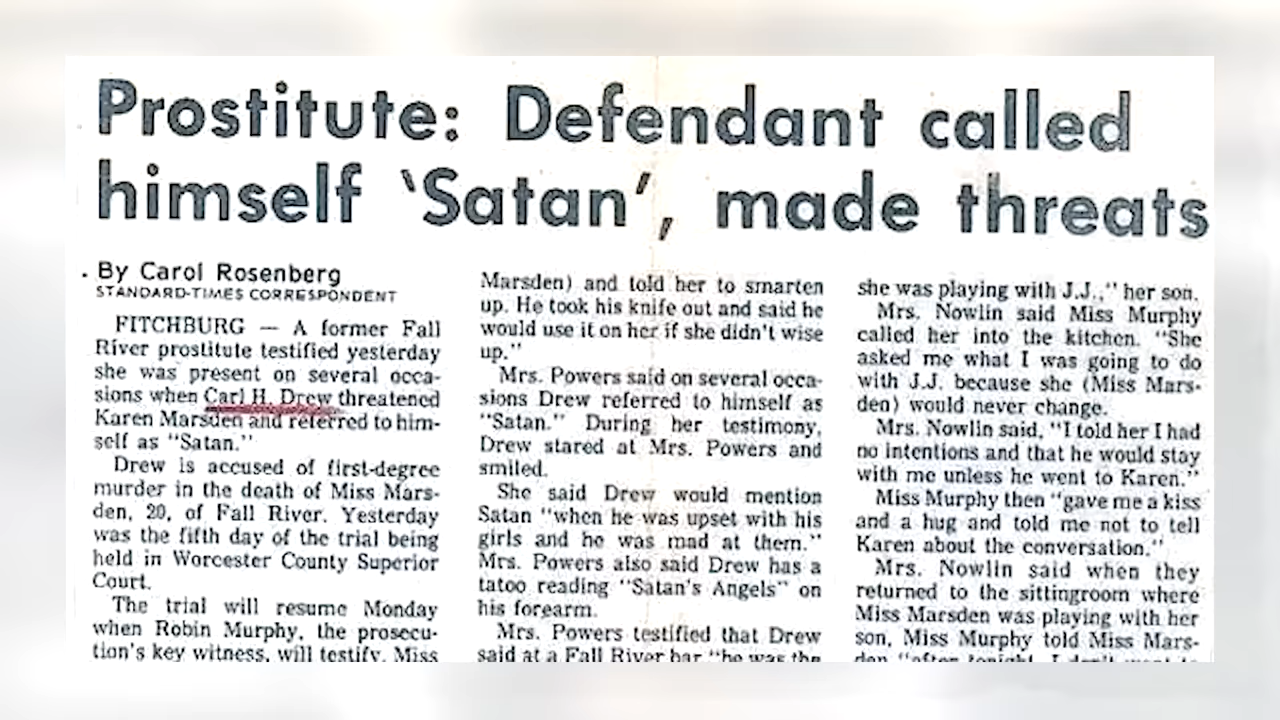 Prostitute: Defendant called
himself 'Satan', made threats
By Carol Rosenberg
STANDARD-TIMES CORRESPONDENT
FITCHBURG — A former Fall
River prostitute testified yesterday
she was present on several occa-
sions when Carl H. Drew threatened
Karen Marsden and referred to him-
self as "Satan."
Drew is accused of first-degree
murder in the death of Miss Mars-
den, 20, of Fall River. Yesterday
was the fifth day of the trial being
held in Worcester County Superior
Court.
The trial will resume Monday
when Robin Murphy, the prosecu-
tion's key witness, will testify. Miss
Marsden) and told her to smarten
up. He took his knife out and said he
would use it on her if she didn't wise
up."
Mrs. Powers said on several occa-
sions Drew referred to himself as
"Satan." During her testimony,
Drew stared at Mrs. Powers and
smiled.
She said Drew would mention
Satan "when he was upset with his
girls and he was mad at them."
Mrs. Powers also said Drew has a
tatoo reading "Satan's Angels" on
his forearm.
Mrs. Powers testified that Drew
said at a Fall River bar "he was the
she was playing with J.J.," her son.
Mrs. Nowlin said Miss Murphy
called her into the kitchen. "She
asked me what I was going to do
with J.J. because she (Miss Mars-
den) would never change.
Mrs. Nowlin said, "I told her I had
no intentions and that he would stay
with me unless he went to Karen."
Miss Murphy then "gave me a kiss
and a hug and told me not to tell
Karen about the conversation."
Mrs. Nowlin said when they
returned to the sittingroom where
Miss Marsden was playing with her
son, Miss Murphy told Miss Mars-
den "after tonight, I don't want to